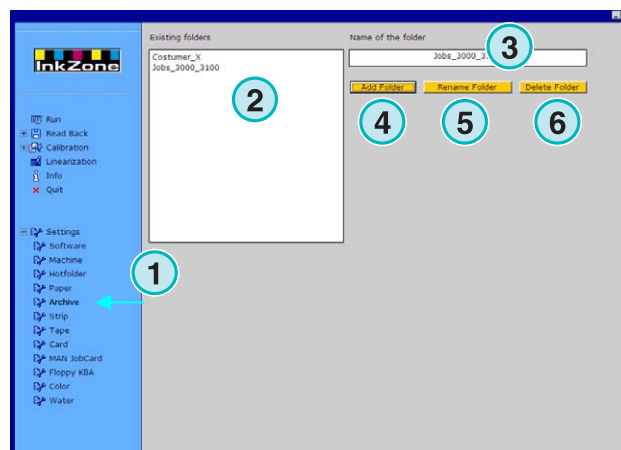 InkZone
Run
Read Back
Calibration
Linearization
Info
Quit
Settings
Software
Machine
Hotfolder
Paper
Archive
Strip
Tape
Card
MAN JobCard
Floppy KBA
Color
Water
1
Existing folders
Costumer_X
Jobs_3000_3100
2
Name of the folder
Jobs_3000_3
3
Add Folder Rename Folder Delete Folder
4 5 6